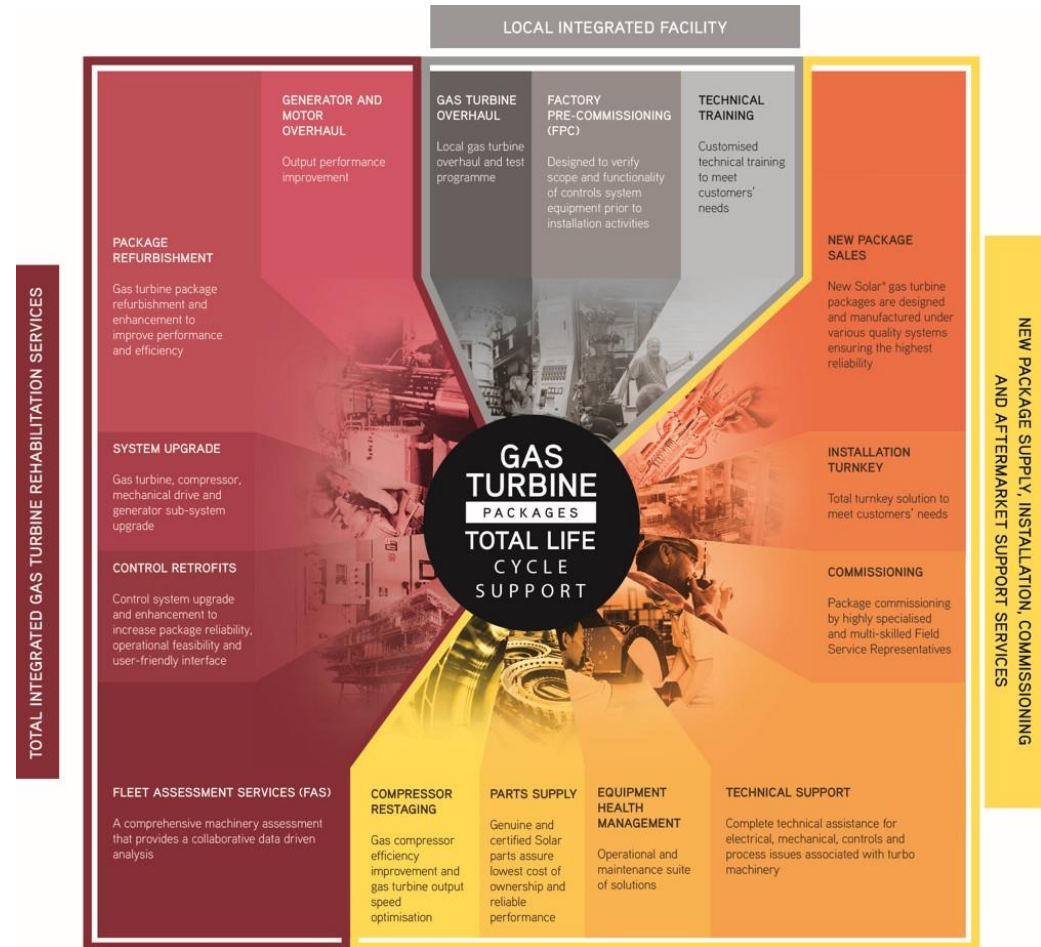 LOCAL INTEGRATED FACILITY
GENERATOR AND
MOTOR
OVERHAUL
Output performance
improvement
GAS TURBINE
OVERHAUL
Local gas turbine
overhaul and test
programme
FACTORY
PRE-COMMISSIONING
(FPC)
Designed to verify
scope and functionality
of controls system
equipment prior to
installation activities
TECHNICAL
TRAINING
Customised
technical training
to meet
customers'
needs
PACKAGE
REFURBISHMENT
Gas turbine package
refurbishment and
enhancement to
improve performance
and efficiency
NEW PACKAGE
SALES
New Solar* gas turbine
packages are designed
and manufactured under
various quality systems
ensuring the highest
reliability
TOTAL INTEGRATED GAS TURBINE REHABILITATION SERVICES
NEW PACKAGE SUPPLY, INSTALLATION, COMMISSIONING
AND AFTERMARKET SUPPORT SERVICES
SYSTEM UPGRADE
Gas turbine, compressor,
mechanical drive and
generator sub-system
upgrade
GAS
TURBINE
PACKAGES
TOTAL LIFE
CYCLE
SUPPORT
INSTALLATION
TURNKEY
Total turnkey solution to
meet customers' needs
CONTROL RETROFITS
Control system upgrade
and enhancement to
increase package reliability,
operational feasibility and
user-friendly interface
COMMISSIONING
Package commissioning
by highly specialised
and multi-skilled Field
Service Representatives
FLEET ASSESSMENT SERVICES (FAS)
A comprehensive machinery assessment
that provides a collaborative data driven
analysis
COMPRESSOR
RESTAGING
Gas compressor
efficiency
improvement and
gas turbine output
speed
optimisation
PARTS SUPPLY
Genuine and
certified Solar
parts assure
lowest cost of
ownership and
reliable
performance
EQUIPMENT
HEALTH
MANAGEMENT
Operational and
maintenance suite
of solutions
TECHNICAL SUPPORT
Complete technical assistance for
electrical, mechanical, controls and
process issues associated with turbo
machinery